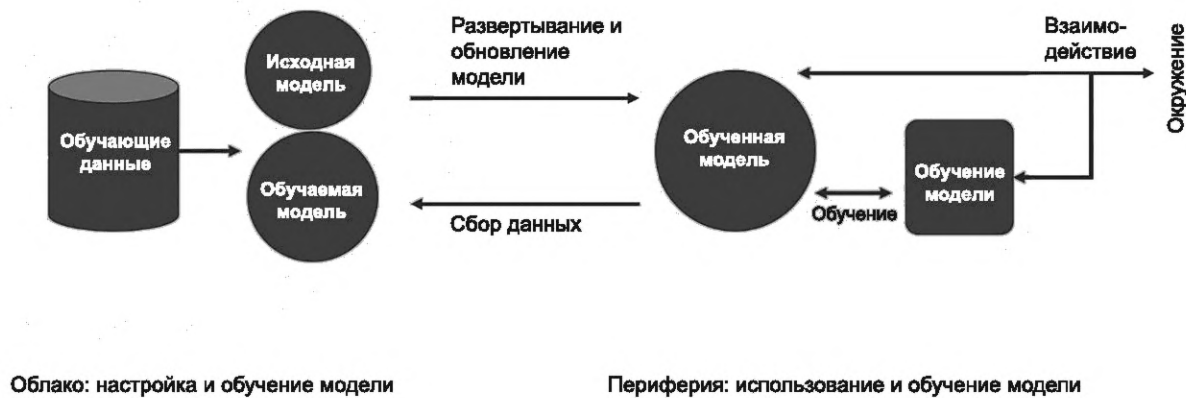 Обучающие
данные
Исходная
модель
Обучаемая
модель
Развертывание и
обновление
модели
Сбор данных
Обученная
модель
Взаимо-
действие
Окружение
Обучение
модели
Обучение
Облако: настройка и обучение модели
Периферия: использование и обучение модели